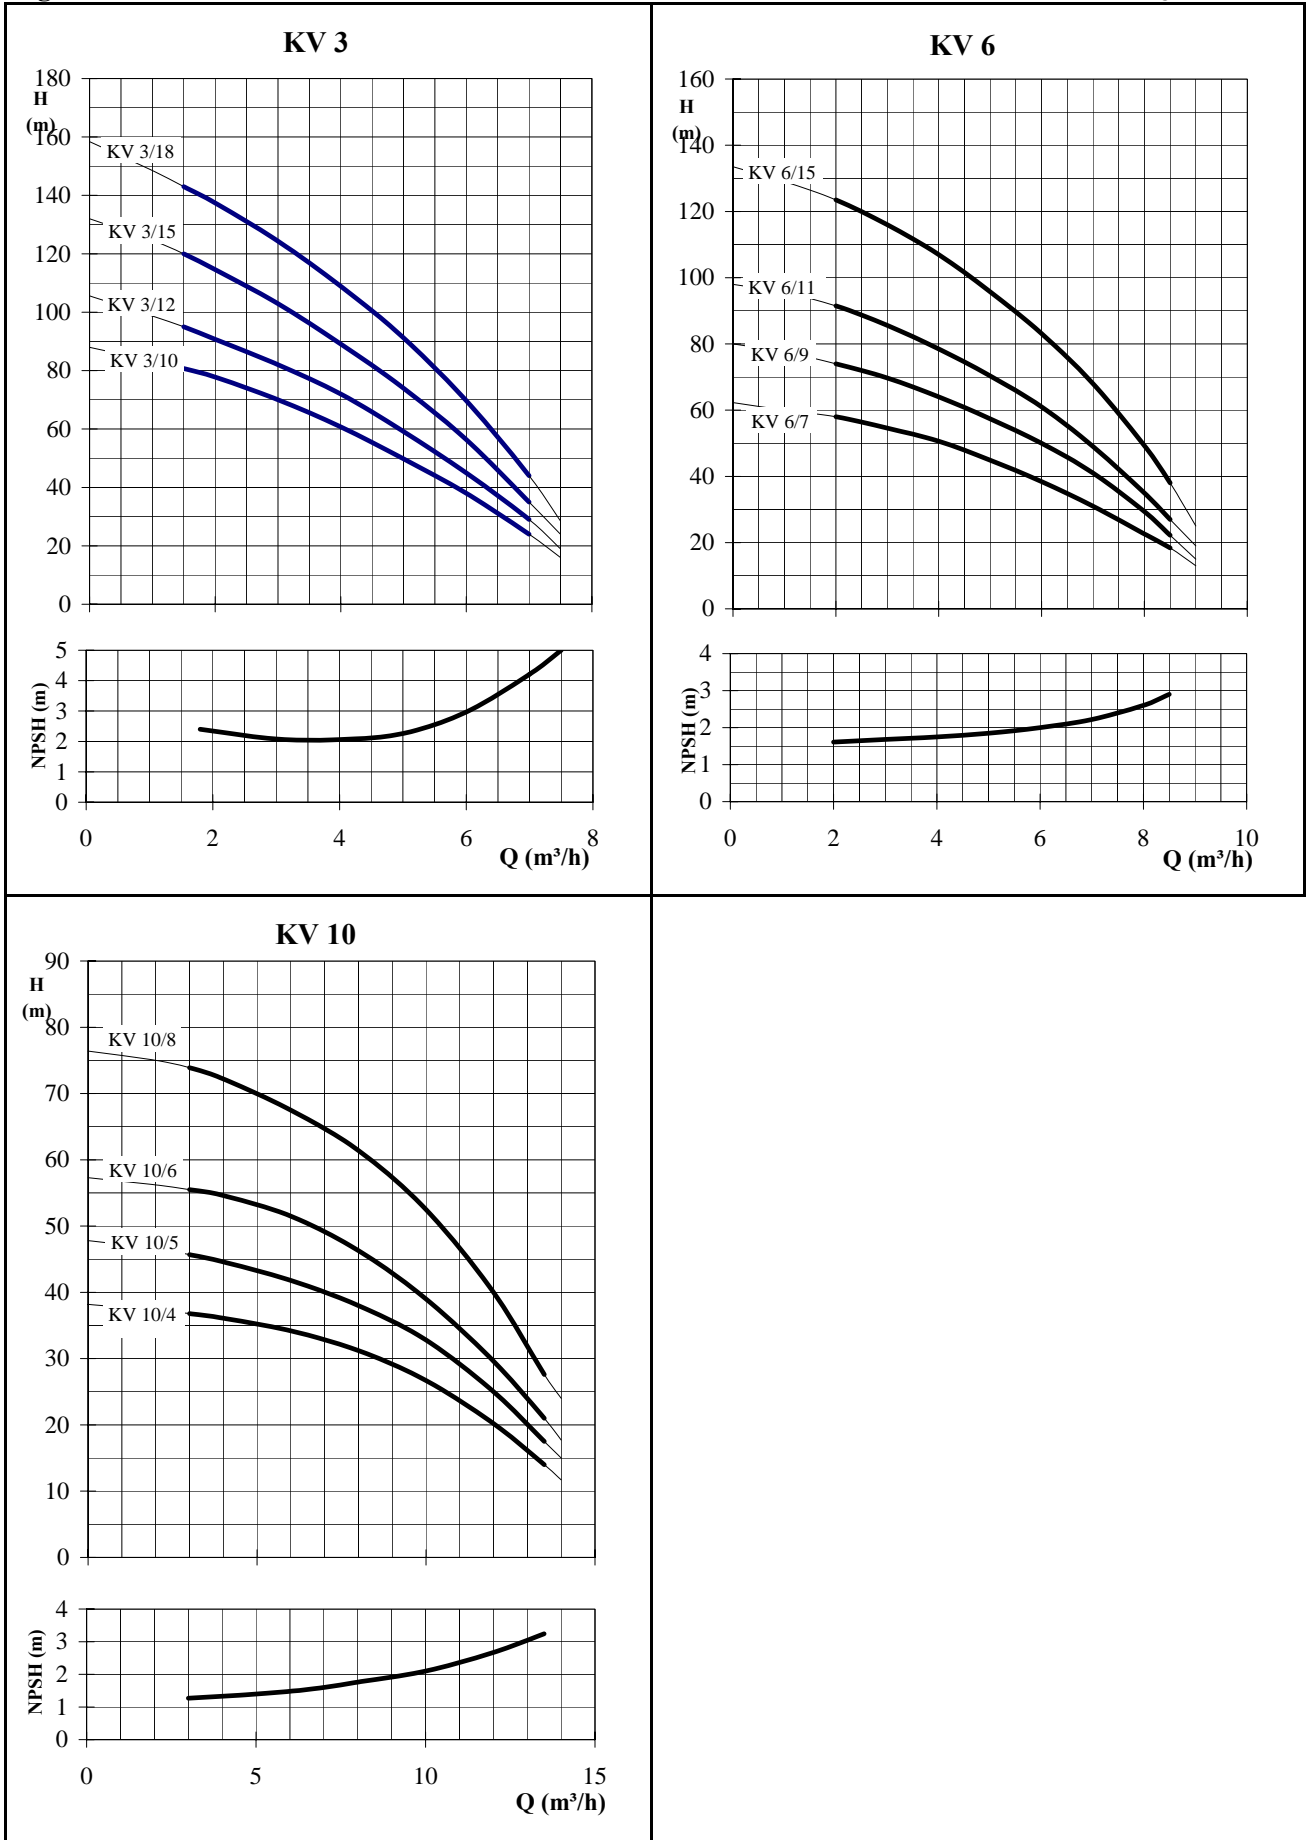 KV 3
180
H
(m)
160
140
120
100
80
60
40
20
0
KV 3/18
KV 3/15
KV 3/12
KV 3/10
5
4
3
2
1
0
NPSH (m)
0 2 4 6 8
Q (m³/h)
KV 6
160
H
(m)
140
120
100
80
60
40
20
0
KV 6/15
KV 6/11
KV 6/9
KV 6/7
4
3
2
1
0
NPSH (m)
0 2 4 6 8 10
Q (m³/h)
KV 10
90
H
(m)
80
70
60
50
40
30
20
10
0
KV 10/8
KV 10/6
KV 10/5
KV 10/4
4
3
2
1
0
NPSH (m)
0 5 10 15
Q (m³/h)